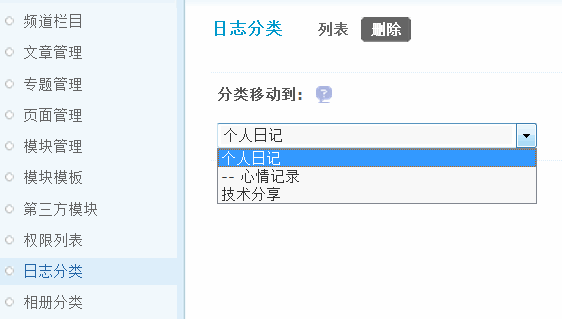 频道栏目
文章管理
专题管理
页面管理
模块管理
模块模板
第三方模块
权限列表
日志分类
相册分类
日志分类 列表 删除
分类移动到：
个人日记
个人日记
-- 心情记录
技术分享